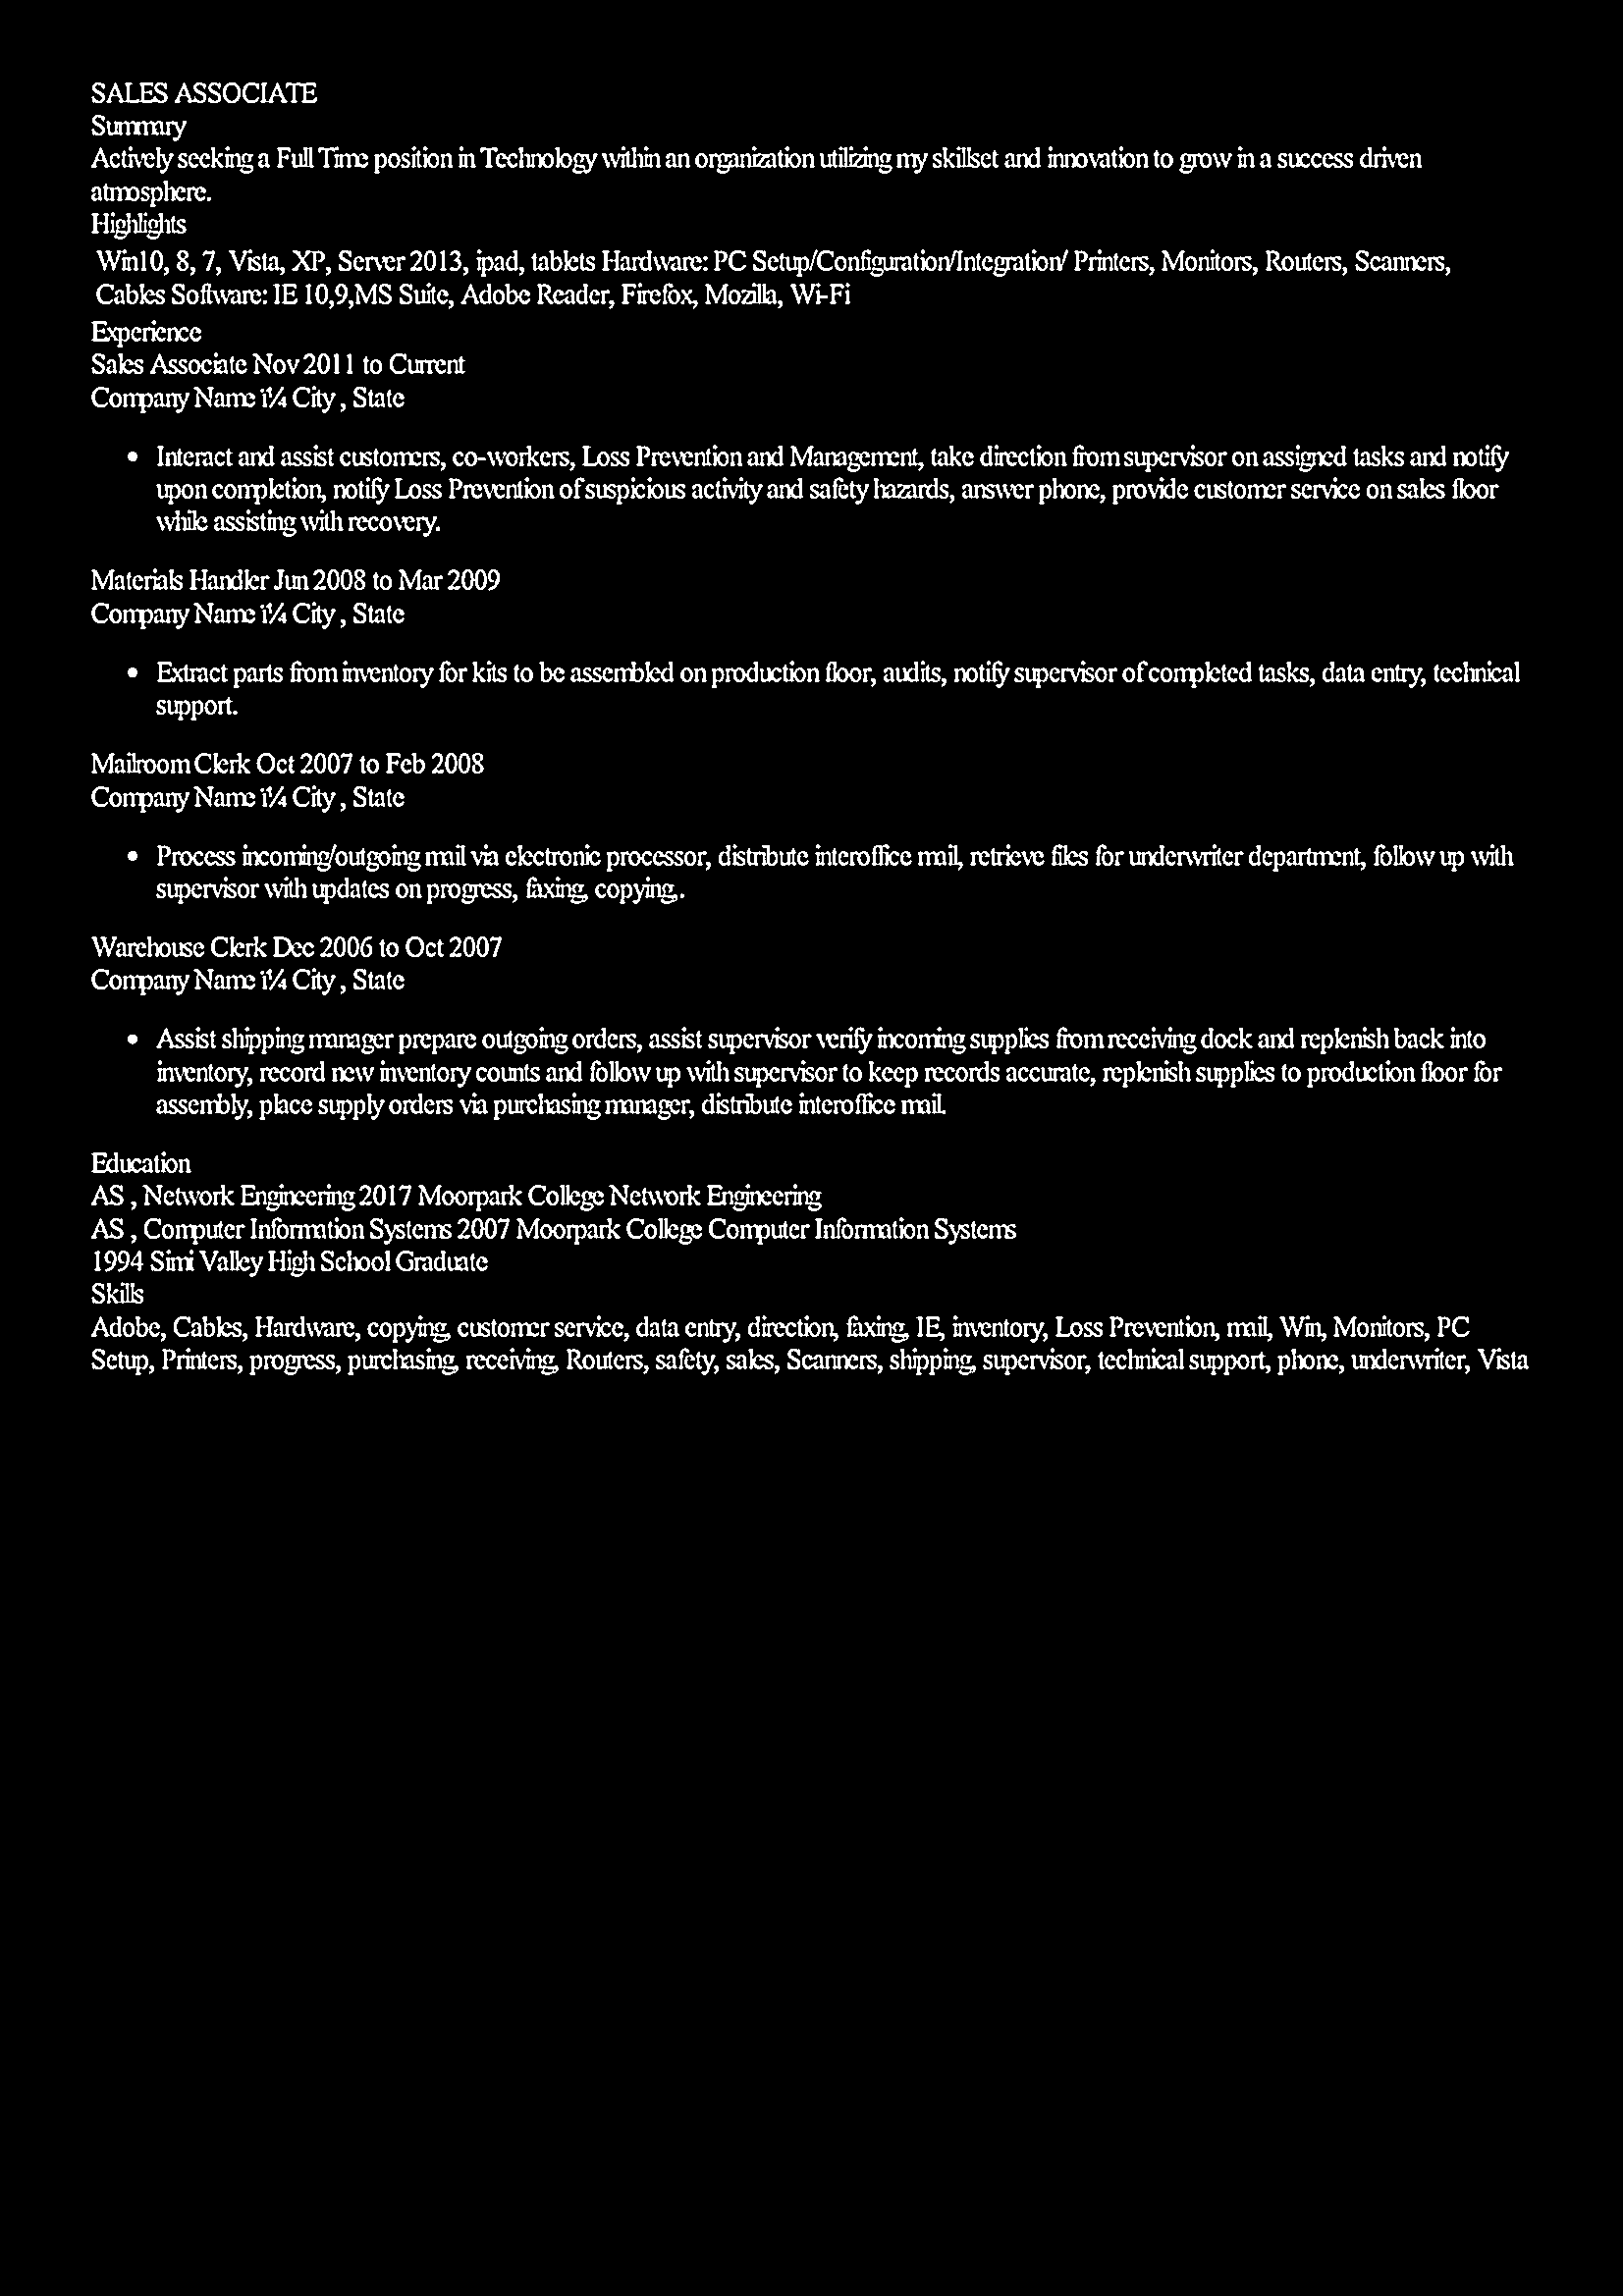 SALES ASSOCIATE
Summary
Actively seeking a Full Time position in Technology within an organization utilizing my skillset and innovation to grow in a success driven
atmosphere.
Highlights
Win10, 8, 7, Vista, XP, Server 2013, ipad, tablets Hardware: PC Setup/Configuration/Integration/ Printers, Monitors, Routers, Scanners,
Cables Software: IE 10,9,MS Suite, Adobe Reader, Firefox, Mozilla, Wi-Fi
Experience
Sales Associate Nov 2011 to Current
Company Name ï¼ City , State
• Interact and assist customers, co-workers, Loss Prevention and Management, take direction from supervisor on assigned tasks and notify
upon completion, notify Loss Prevention of suspicious activity and safety hazards, answer phone, provide customer service on sales floor
while assisting with recovery.
Materials Handler Jun 2008 to Mar 2009
Company Name ï¼ City , State
• Extract parts from inventory for kits to be assembled on production floor, audits, notify supervisor of completed tasks, data entry, technical
support.
Mailroom Clerk Oct 2007 to Feb 2008
Company Name ï¼ City , State
• Process incoming/outgoing mail via electronic processor, distribute interoffice mail, retrieve files for underwriter department, follow up with
supervisor with updates on progress, faxing, copying,.
Warehouse Clerk Dec 2006 to Oct 2007
Company Name ï¼ City , State
• Assist shipping manager prepare outgoing orders, assist supervisor verify incoming supplies from receiving dock and replenish back into
inventory, record new inventory counts and follow up with supervisor to keep records accurate, replenish supplies to production floor for
assembly, place supply orders via purchasing manager, distribute interoffice mail.
Education
AS , Network Engineering 2017 Moorpark College Network Engineering
AS , Computer Information Systems 2007 Moorpark College Computer Information Systems
1994 Simi Valley High School Graduate
Skills
Adobe, Cables, Hardware, copying, customer service, data entry, direction, faxing, IE, inventory, Loss Prevention, mail, Win, Monitors, PC
Setup, Printers, progress, purchasing, receiving, Routers, safety, sales, Scanners, shipping, supervisor, technical support, phone, underwriter, Vista